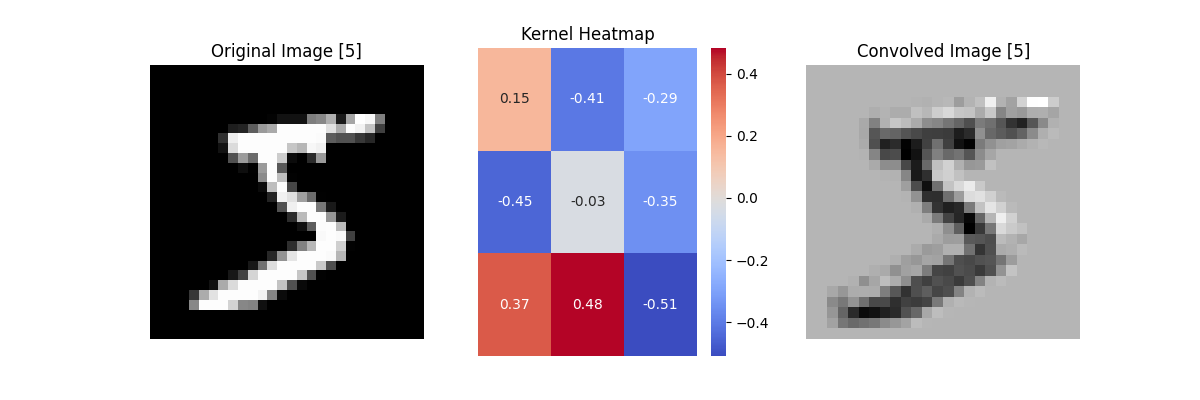 Original Image [5]
Kernel Heatmap
Convolved Image [5]
0.15 -0.41 -0.29
-0.45 -0.03 -0.35
0.37 0.48 -0.51
0.4
0.2
0.0
−0.2
−0.4